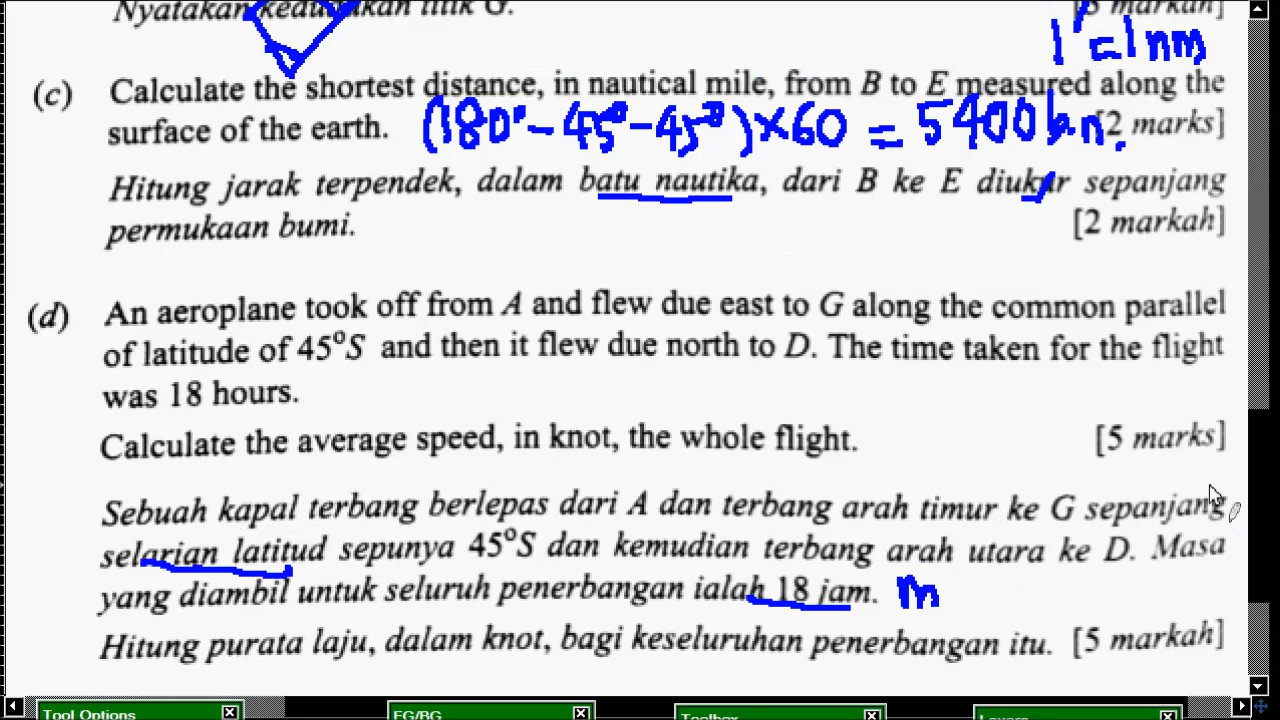 Nyatakan kedudukan titik G.
[3 markah]
1' = 1 nm
(c) Calculate the shortest distance, in nautical mile, from B to E measured along the
surface of the earth. [2 marks]
(180° - 45° - 45°) × 60 = 5400 b n.
Hitung jarak terpendek, dalam batu nautika, dari B ke E diukur sepanjang
permukaan bumi. [2 markah]
(d) An aeroplane took off from A and flew due east to G along the common parallel
of latitude of 45°S and then it flew due north to D. The time taken for the flight
was 18 hours.
Calculate the average speed, in knot, the whole flight. [5 marks]
Sebuah kapal terbang berlepas dari A dan terbang arah timur ke G sepanjang
selarian latitud sepunya 45°S dan kemudian terbang arah utara ke D. Masa
yang diambil untuk seluruh penerbangan ialah 18 jam. m
Hitung purata laju, dalam knot, bagi keseluruhan penerbangan itu. [5 markah]
Tool Options FG/BG Toolbox Layers